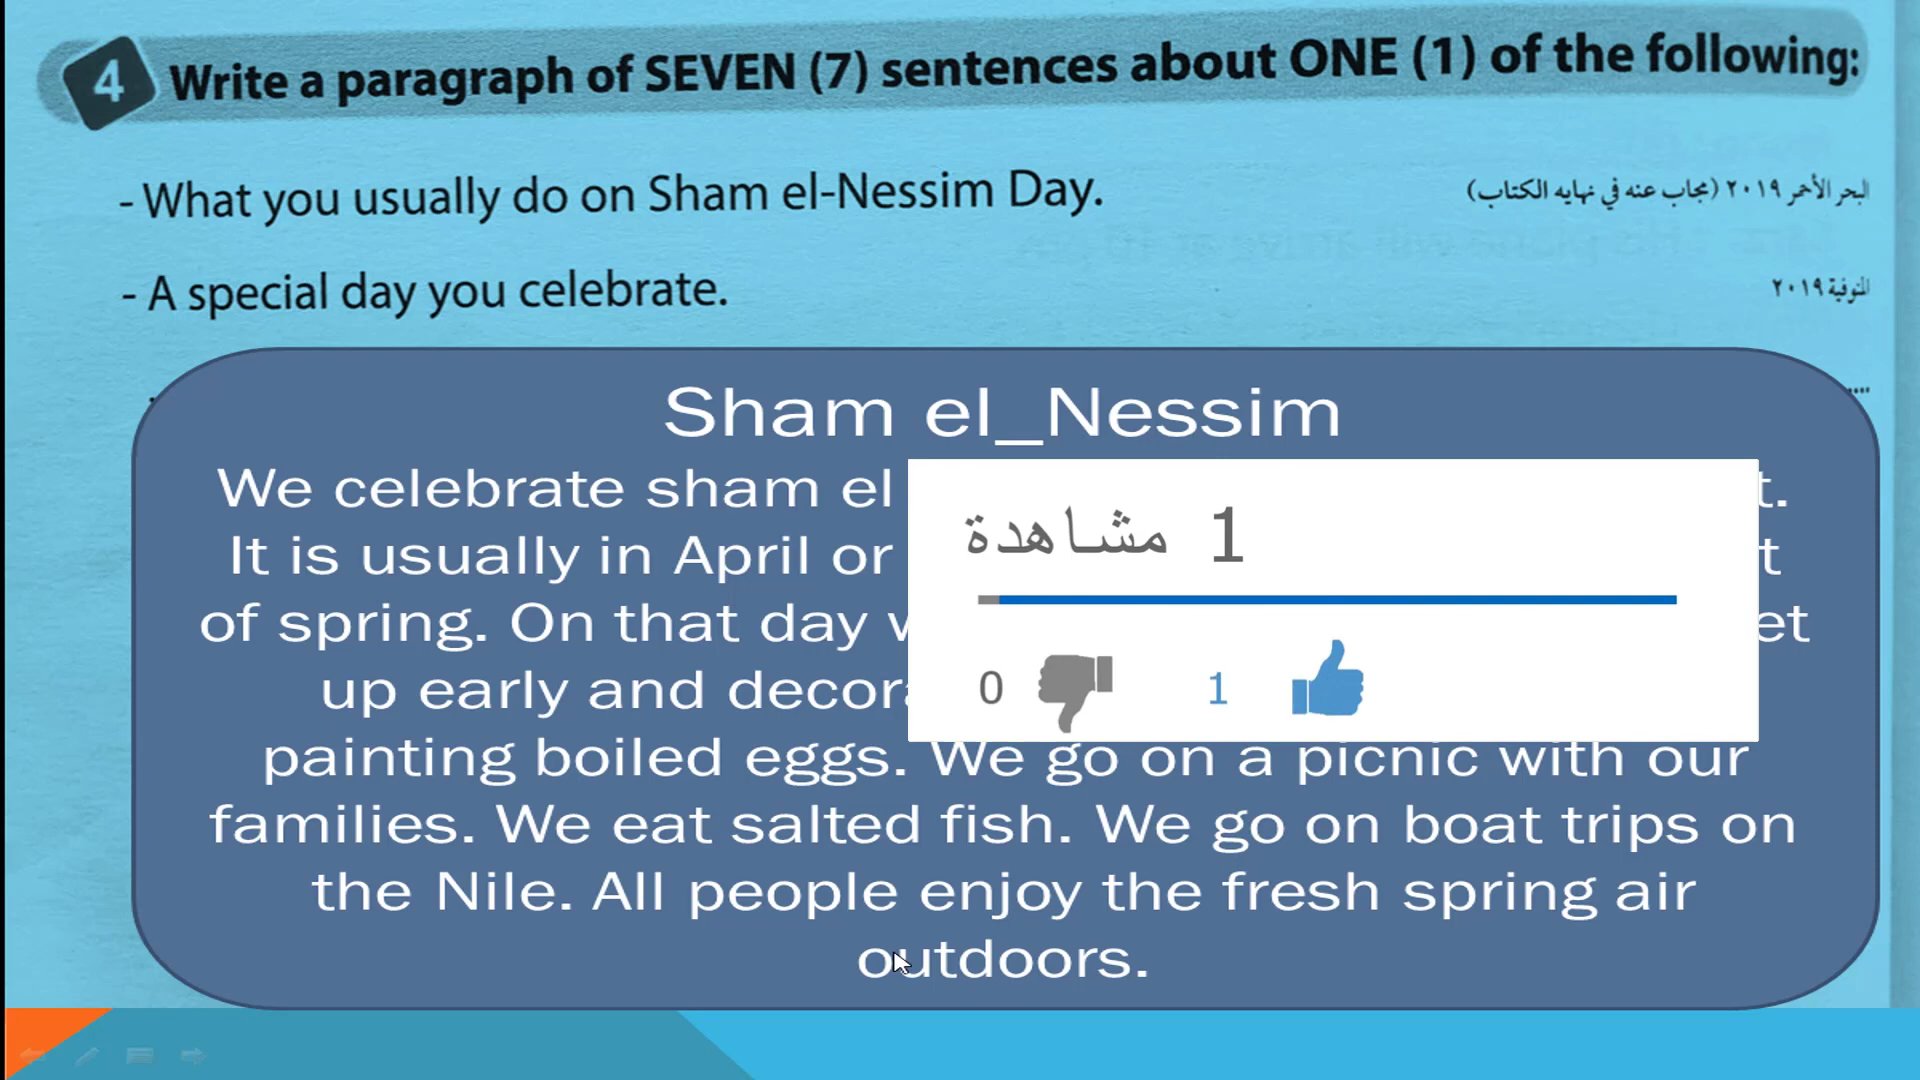 4 Write a paragraph of SEVEN (7) sentences about ONE (1) of the following:
- What you usually do on Sham el-Nessim Day.
البحر الأحمر ٢٠١٩ (مجاب عنه في نهايه الكتاب)
- A special day you celebrate.
المنوفية ٢٠١٩
Sham el_Nessim
We celebrate sham el t.
It is usually in April or t
of spring. On that day et
up early and
painting boiled eggs. We go on a picnic with our
families. We eat salted fish. We go on boat trips on
the Nile. All people enjoy the fresh spring air
outdoors.
1 مشاهدة
0 1